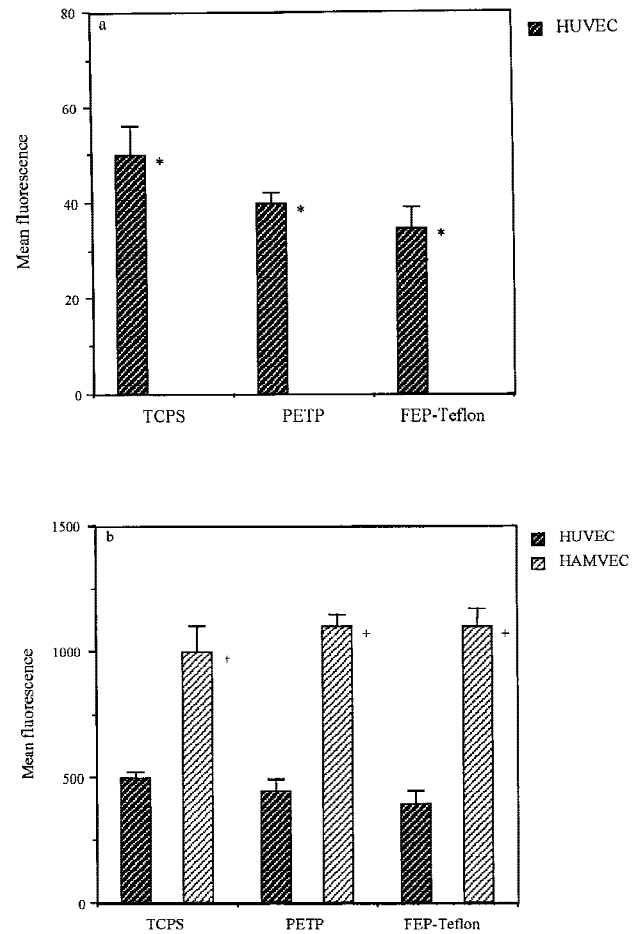 80
a
HUVEC
60
*
40
*
*
20
0
Mean fluorescence
TCPS
PETP
FEP-Teflon
1500
b
HUVEC
HAMVEC
1000
†
+
+
500
0
Mean fluorescence
TCPS
PETP
FEP-Teflon